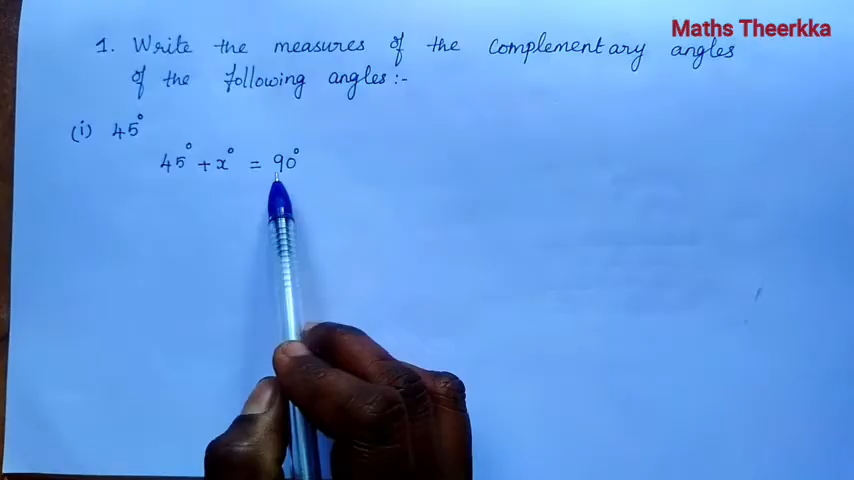 Maths Theerkka
1. Write the measures of the complementary angles
of the following angles:-
(i) 45°
45° + x° = 90°